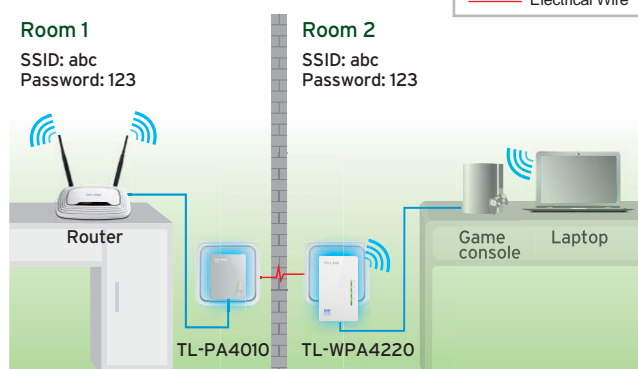 Electrical Wire
Room 1
SSID: abc
Password: 123
Room 2
SSID: abc
Password: 123
Router
Game
console
Laptop
TL-PA4010
TL-WPA4220